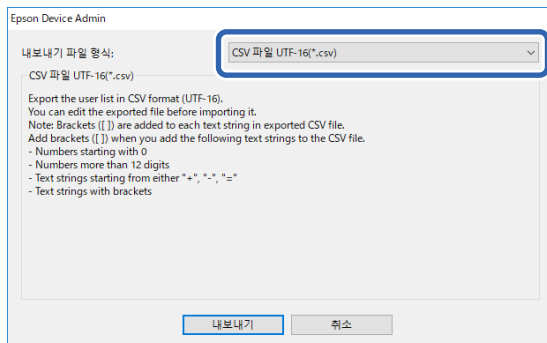 Epson Device Admin
내보내기 파일 형식:
CSV 파일 UTF-16(*.csv)
CSV 파일 UTF-16(*.csv)
Export the user list in CSV format (UTF-16).
You can edit the exported file before importing it.
Note: Brackets ([ ]) are added to each text string in exported CSV file.
Add brackets ([ ]) when you add the following text strings to the CSV file.
- Numbers starting with 0
- Numbers more than 12 digits
- Text strings starting from either "+", "-", "="
- Text strings with brackets
내보내기
취소